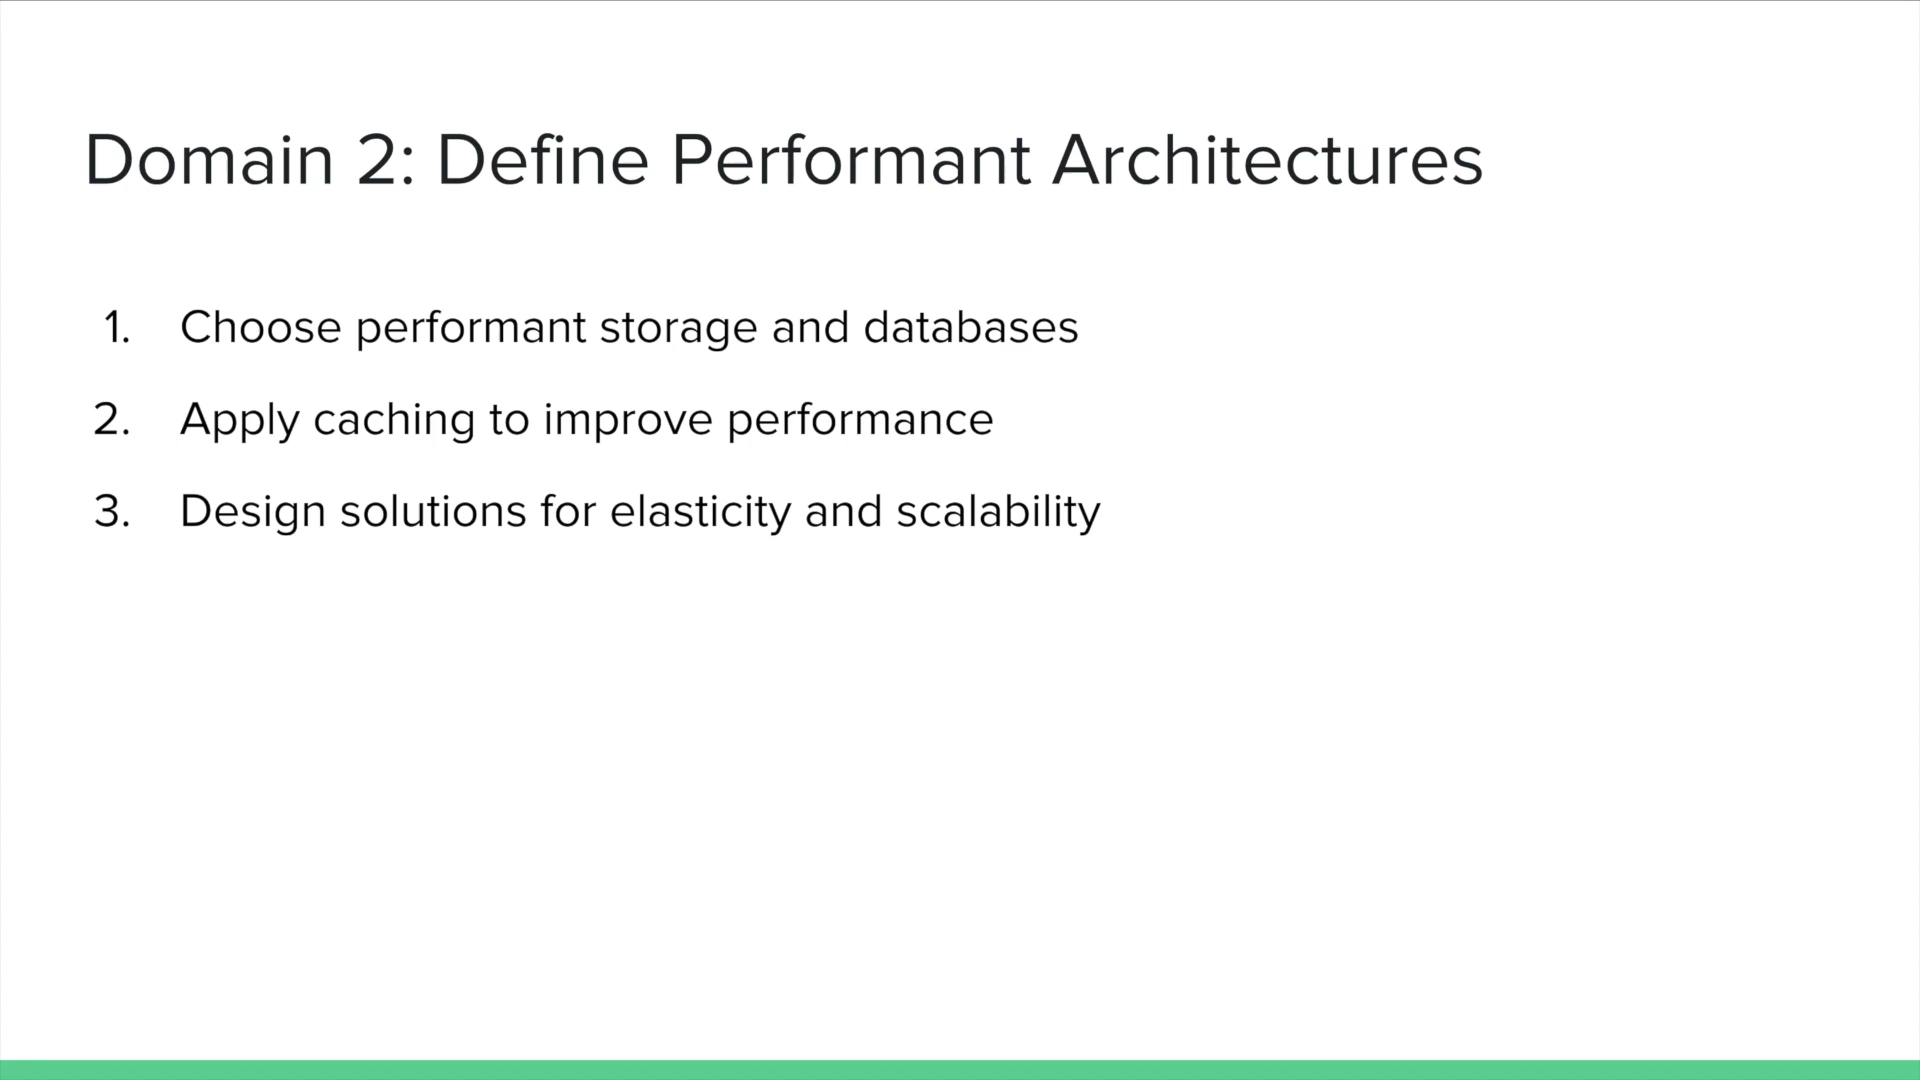 Domain 2: Define Performant Architectures
1. Choose performant storage and databases
2. Apply caching to improve performance
3. Design solutions for elasticity and scalability